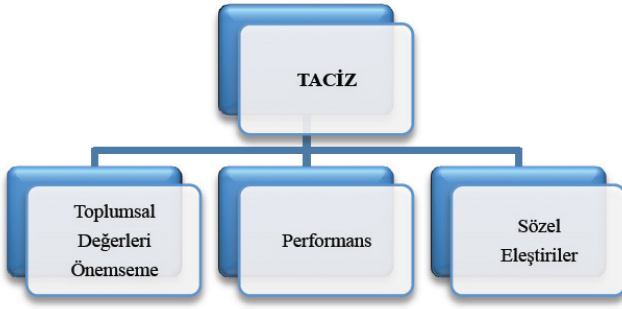 TACİZ
Toplumsal
Değerleri
Önemseme
Performans
Sözel
Eleştiriler